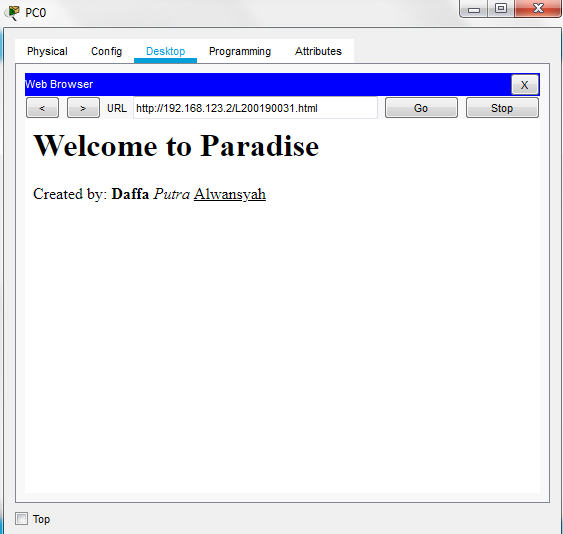 PC0
Physical Config Desktop Programming Attributes
Web Browser X
< > URL http://192.168.123.2/L200190031.html Go Stop
Welcome to Paradise
Created by: Daffa Putra Alwansyah
Top